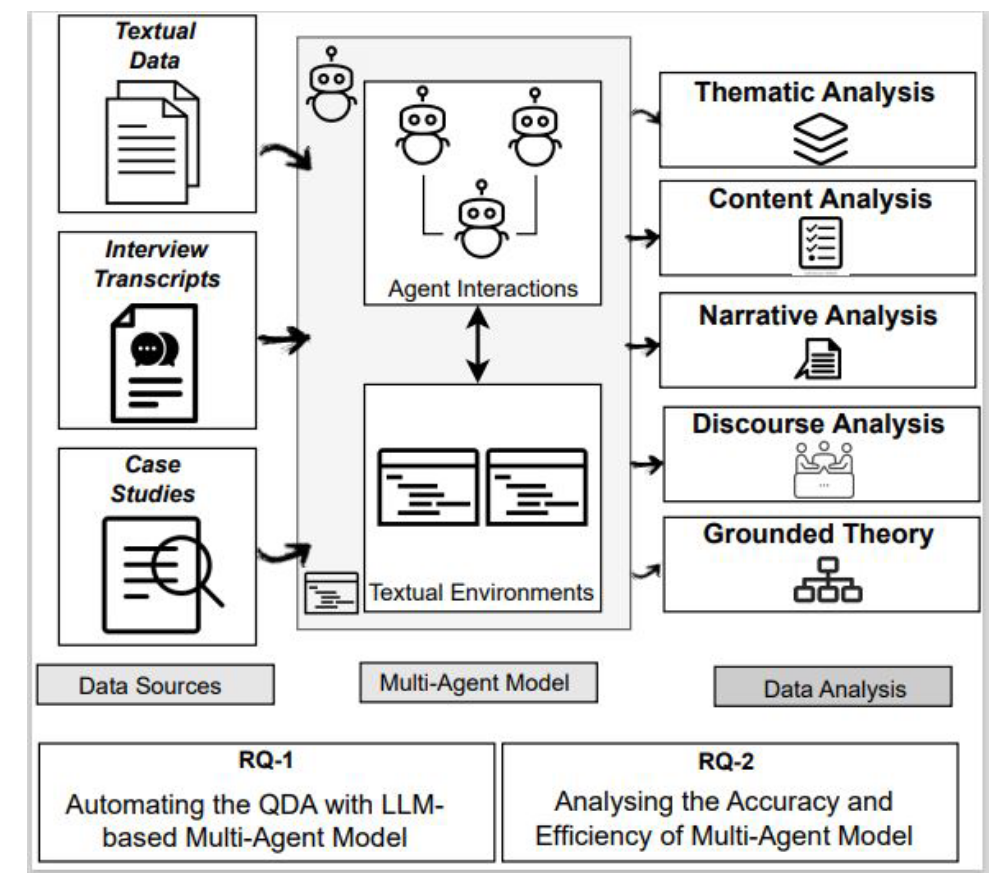 Textual
Data
Interview
Transcripts
Case
Studies
Agent Interactions
Textual Environments
Thematic Analysis
Content Analysis
Narrative Analysis
Discourse Analysis
Grounded Theory
Data Sources
Multi-Agent Model
Data Analysis
RQ-1
Automating the QDA with LLM-
based Multi-Agent Model
RQ-2
Analysing the Accuracy and
Efficiency of Multi-Agent Model